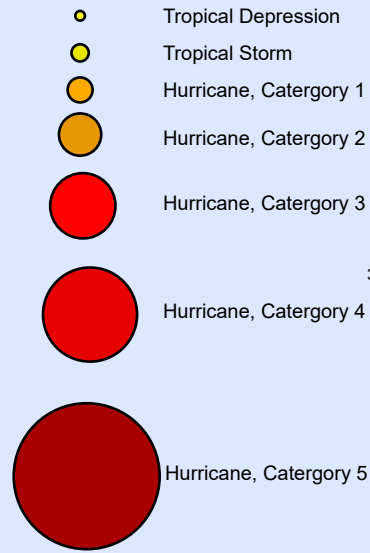 Tropical Depression
Tropical Storm
Hurricane, Catergory 1
Hurricane, Catergory 2
Hurricane, Catergory 3
Hurricane, Catergory 4
Hurricane, Catergory 5